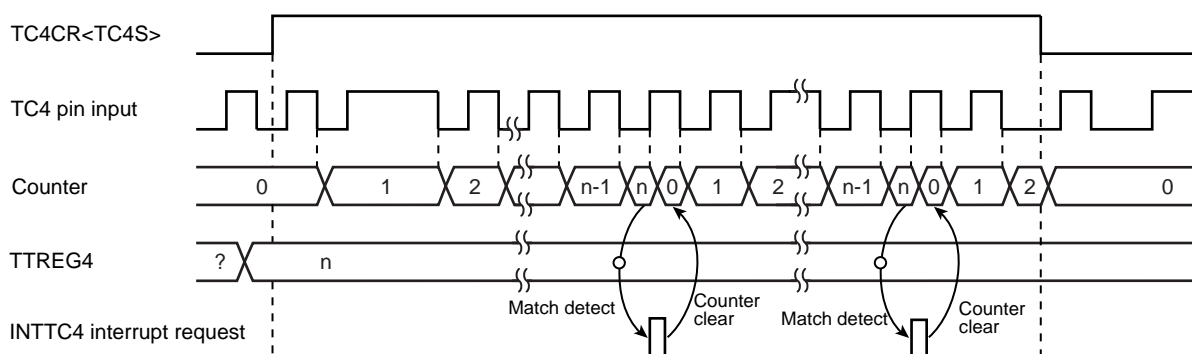 TC4CR<TC4S>
TC4 pin input
Counter 0 1 2 n-1 n 0 1 2 n-1 n 0 1 2 0
TTREG4 ? n
Match detect Counter clear Match detect Counter clear
INTTC4 interrupt request